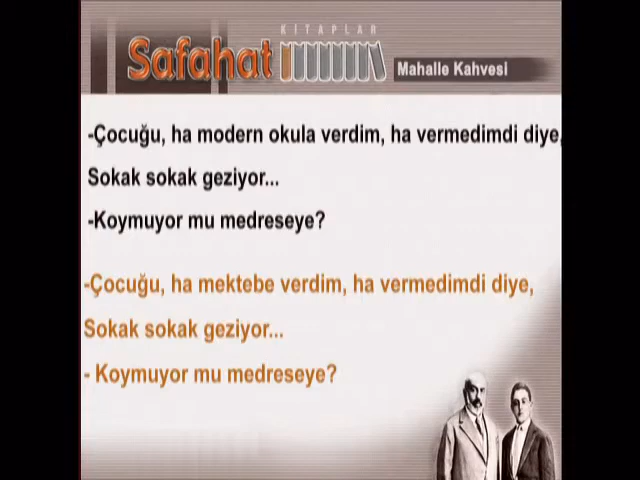 KİTAPLAR
Safahat
Mahalle Kahvesi
-Çocuğu, ha modern okula verdim, ha vermedimdi diye,
Sokak sokak geziyor...
-Koymuyor mu medreseye?
-Çocuğu, ha mektebe verdim, ha vermedimdi diye,
Sokak sokak geziyor...
- Koymuyor mu medreseye?